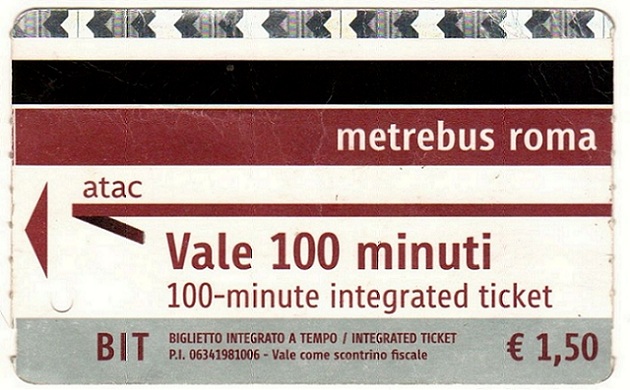 metrebus roma
atac
Vale 100 minuti
100-minute integrated ticket
BIT
BIGLIETTO INTEGRATO A TEMPO / INTEGRATED TICKET
P.I. 06341981006 - Vale come scontrino fiscale
€ 1,50